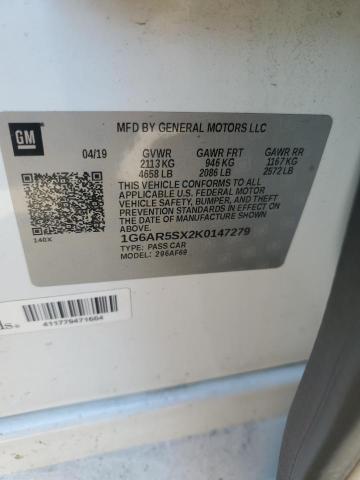 GM
MFD BY GENERAL MOTORS LLC
04/19 GVWR GAWR FRT GAWR RR
2113 KG 946 KG 1167 KG
4658 LB 2086 LB 2572 LB
THIS VEHICLE CONFORMS TO ALL APPLICABLE U.S. FEDERAL MOTOR
VEHICLE SAFETY, BUMPER, AND THEFT PREVENTION STANDARDS IN EFFECT ON
THE DATE OF MANUFACTURE SHOWN ABOVE.
1G6AR5SX2K0147279
TYPE: PASS CAR
140X MODEL: 296AF69
411779471664